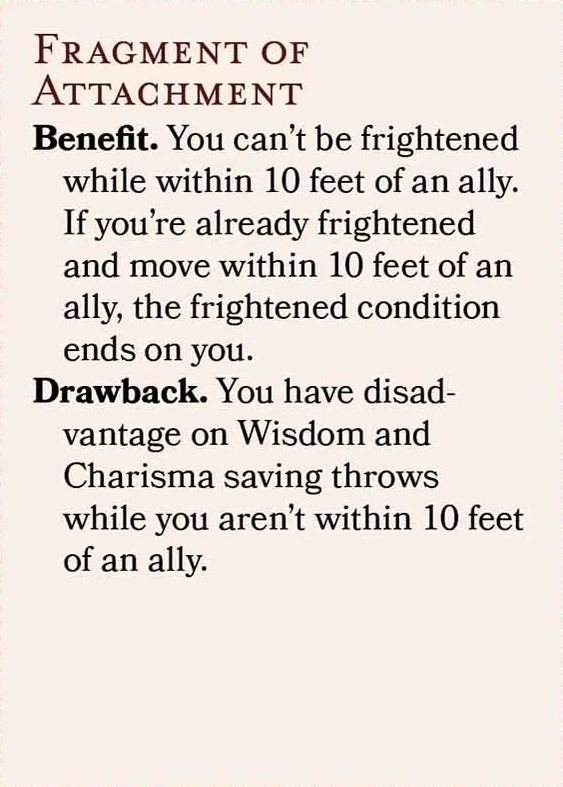 FRAGMENT OF
ATTACHMENT
Benefit. You can't be frightened
while within 10 feet of an ally.
If you're already frightened
and move within 10 feet of an
ally, the frightened condition
ends on you.
Drawback. You have disad-
vantage on Wisdom and
Charisma saving throws
while you aren't within 10 feet
of an ally.